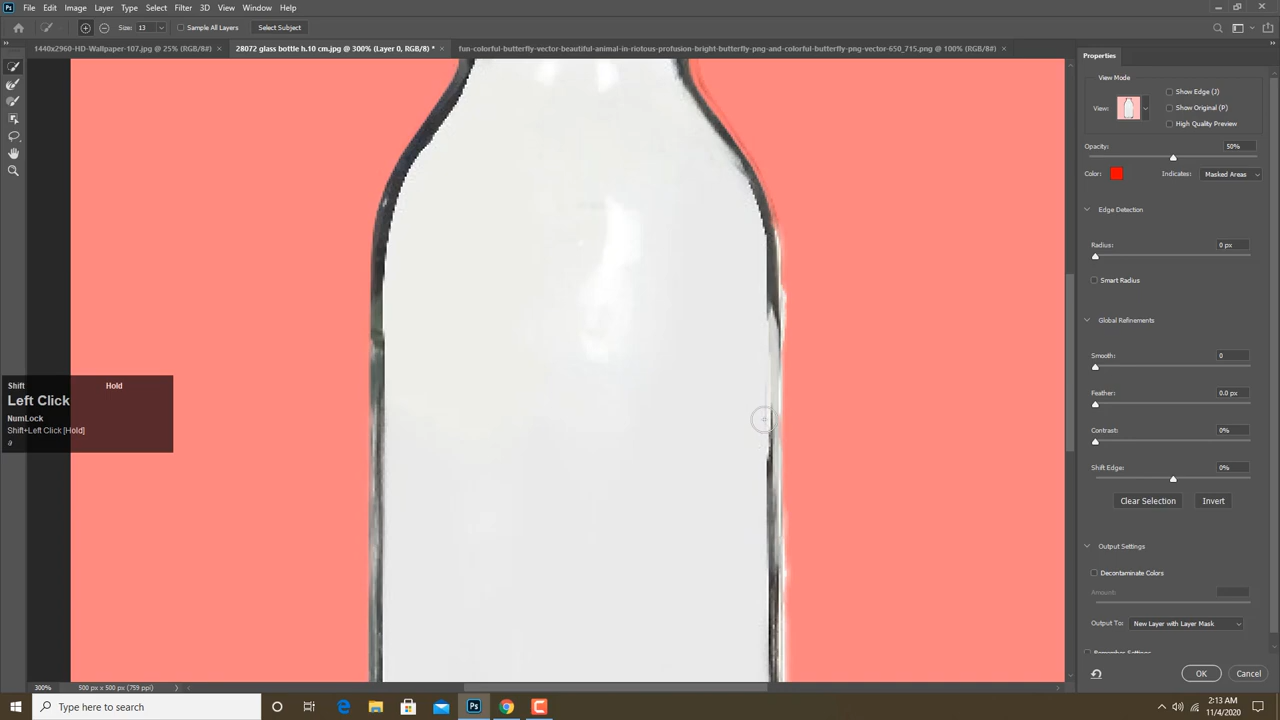 File Edit Image Layer Type Select Filter 3D View Window Help
Size: 13 Sample All Layers Select Subject
1440x2960-HD-Wallpaper-107.jpg @ 25% (RGB/8#) × 28072 glass bottle h.10 cm.jpg @ 300% (Layer 0, RGB/8) * × fun-colorful-butterfly-vector-beautiful-animal-in-riotous-profusion-bright-butterfly-png-and-colorful-butterfly-png-vector-650_715.png @ 100% (RGB/8#) ×
Properties
View Mode
Show Edge (J)
View: Show Original (P)
High Quality Preview
Opacity: 50%
Color: Indicates: Masked Areas
Edge Detection
Radius: 0 px
Smart Radius
Global Refinements
Smooth: 0
Feather: 0.0 px
Contrast: 0%
Shift Edge: 0%
Clear Selection Invert
Output Settings
Decontaminate Colors
Amount:
Output To: New Layer with Layer Mask
Remember Settings
OK Cancel
Shift Hold
Left Click
NumLock
Shift+Left Click [Hold]
a
300% 500 px x 500 px (759 ppi)
Type here to search
Ps
2:13 AM
11/4/2020